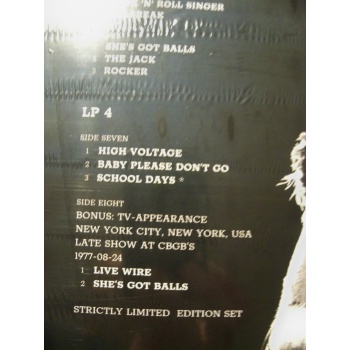 'N' ROLL SINGER
SHE'S GOT BALLS
4 THE JACK
5 ROCKER
LP 4
SIDE SEVEN
1 HIGH VOLTAGE
2 BABY PLEASE DON'T GO
3 SCHOOL DAYS *
SIDE EIGHT
BONUS: TV-APPEARANCE
NEW YORK CITY, NEW YORK, USA
LATE SHOW AT CBGB'S
1977-08-24
1 LIVE WIRE
2 SHE'S GOT BALLS
STRICTLY LIMITED EDITION SET